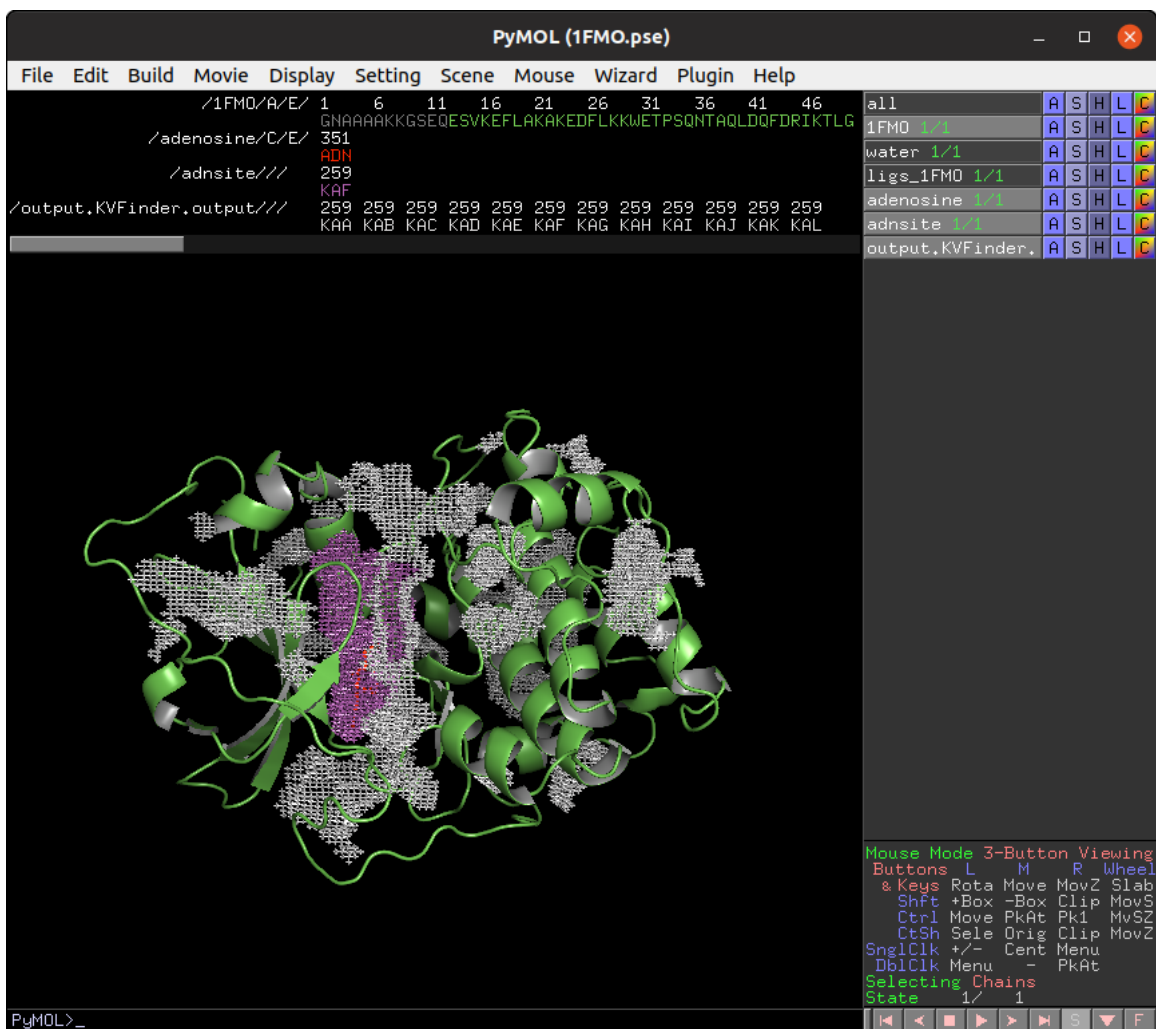 PyMOL (1FMO.pse)
File Edit Build Movie Display Setting Scene Mouse Wizard Plugin Help
/1FMO/A/E/ 1 6 11 16 21 26 31 36 41 46
GNAAAAKKGSEQESVKEFLAKAKEDFLKKWETPSQNTAQLDQFDRIKTLG
/adenosine/C/E/ 351
ADN
/adnsite/// 259
KAF
/output.KVFinder.output/// 259 259 259 259 259 259 259 259 259 259 259 259
KAA KAB KAC KAD KAE KAF KAG KAH KAI KAJ KAK KAL
all A S H L C
1FMO 1/1 A S H L C
water 1/1 A S H L C
ligs_1FMO 1/1 A S H L C
adenosine 1/1 A S H L C
adnsite 1/1 A S H L C
output.KVFinder. A S H L C
Mouse Mode 3-Button Viewing
Buttons L M R Wheel
& Keys Rota Move MovZ Slab
Shft +Box -Box Clip MovS
Ctrl Move PkAt Pk1 MvSZ
CtSh Sele Orig Clip MovZ
SnglClk +/- Cent Menu
DblClk Menu - PkAt
Selecting Chains
State 1/ 1
PyMOL>_
S F